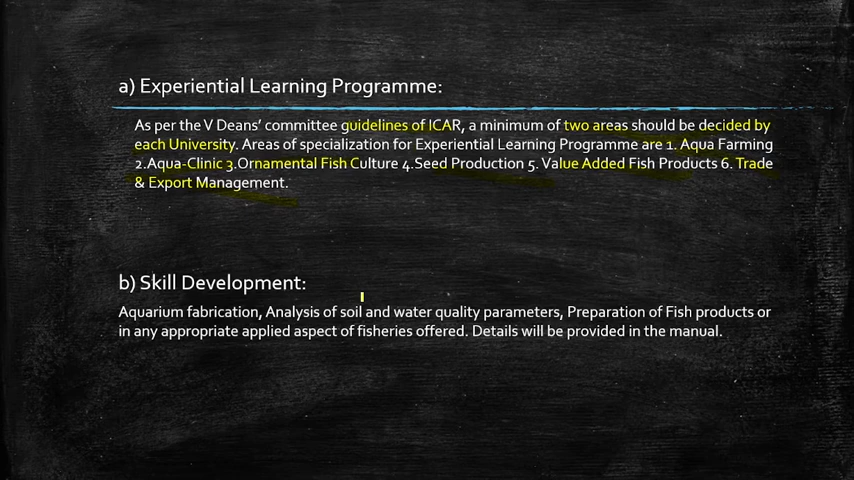 a) Experiential Learning Programme:
As per the V Deans' committee guidelines of ICAR, a minimum of two areas should be decided by
each University. Areas of specialization for Experiential Learning Programme are 1. Aqua Farming
2.Aqua-Clinic 3.Ornamental Fish Culture 4.Seed Production 5. Value Added Fish Products 6. Trade
& Export Management.
b) Skill Development:
Aquarium fabrication, Analysis of soil and water quality parameters, Preparation of Fish products or
in any appropriate applied aspect of fisheries offered. Details will be provided in the manual.